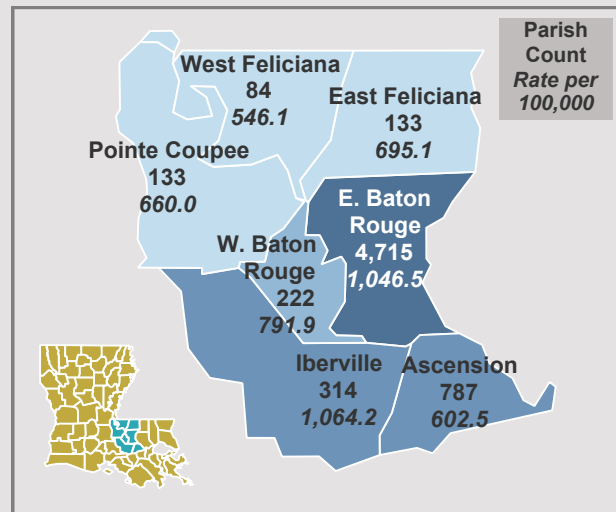 Parish
Count
Rate per
100,000
West Feliciana
84
546.1
East Feliciana
133
695.1
Pointe Coupee
133
660.0
E. Baton
Rouge
4,715
1,046.5
W. Baton
Rouge
222
791.9
Iberville
314
1,064.2
Ascension
787
602.5